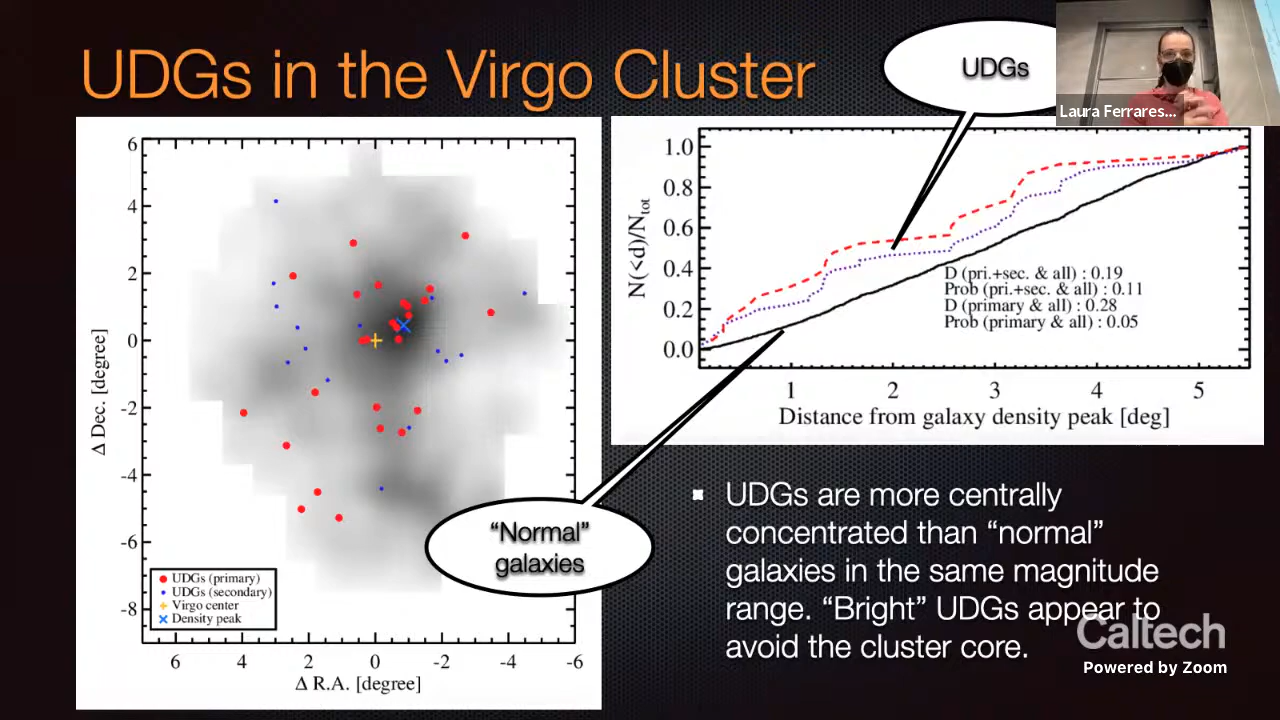 UDGs in the Virgo Cluster
UDGs
Laura Ferrares...
6
4
2
0
-2
-4
-6
-8
Δ Dec. [degree]
6
4
2
0
-2
-4
-6
Δ R.A. [degree]
UDGs (primary)
UDGs (secondary)
Virgo center
Density peak
1.0
0.8
0.6
0.4
0.2
0.0
N(<d)/Ntot
D (pri.+sec. & all) : 0.19
Prob (pri.+sec. & all) : 0.11
D (primary & all) : 0.28
Prob (primary & all) : 0.05
1
2
3
4
5
Distance from galaxy density peak [deg]
“Normal”
galaxies
UDGs are more centrally
concentrated than “normal”
galaxies in the same magnitude
range. “Bright” UDGs appear to
avoid the cluster core.
Caltech
Powered by Zoom